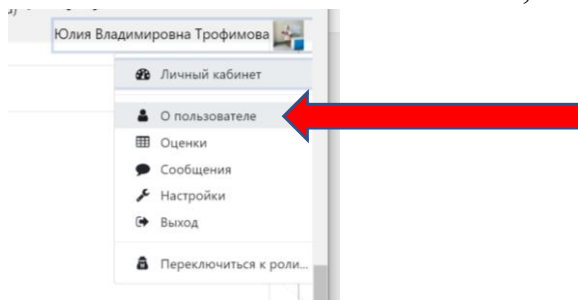 Юлия Владимировна Трофимова
Личный кабинет
О пользователе
Оценки
Сообщения
Настройки
Выход
Переключиться к роли...